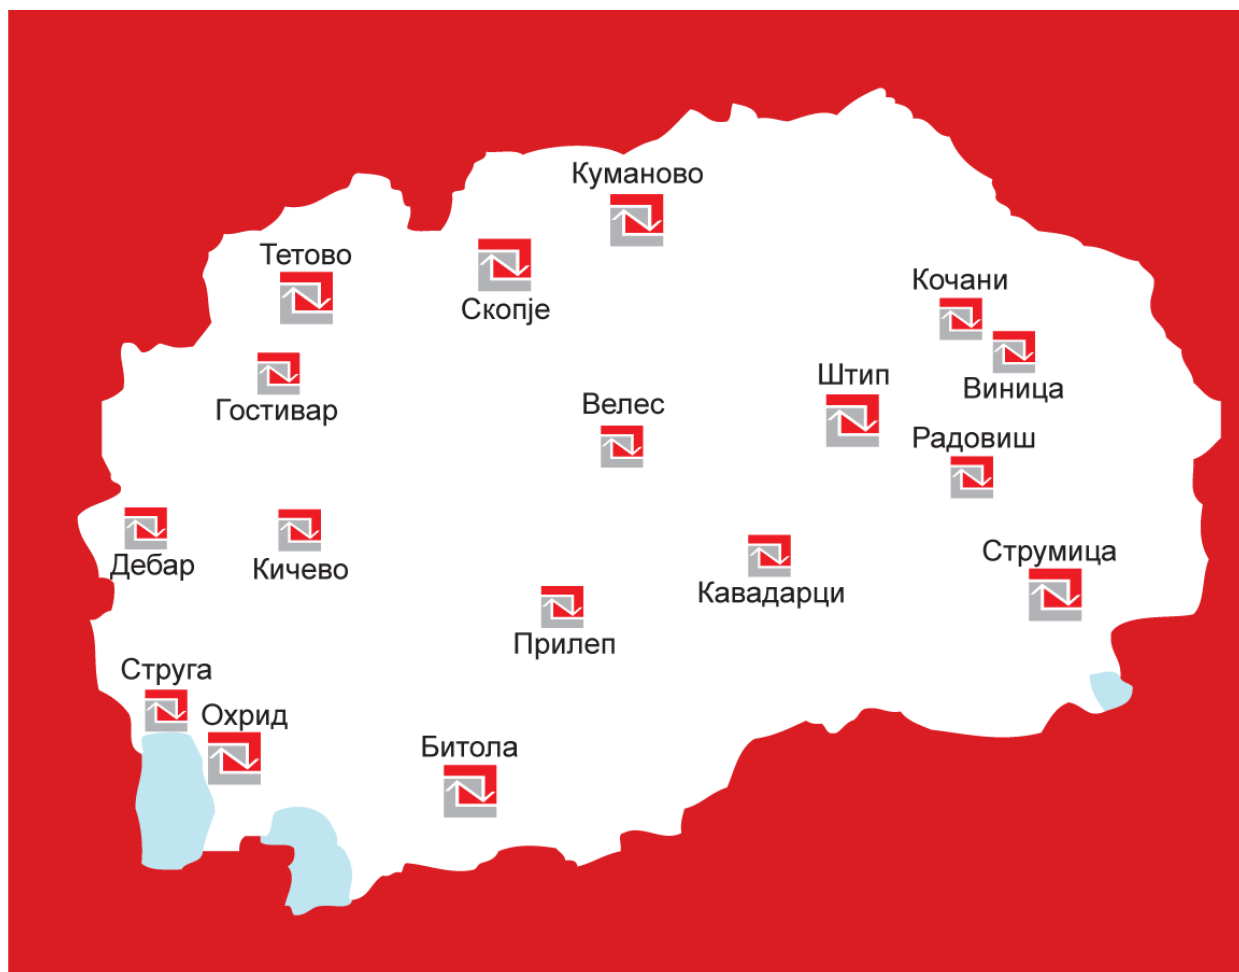 Куманово
Тетово
Скопје
Кочани
Гостивар
Велес
Штип
Виница
Радовиш
Дебар
Кичево
Струмица
Кавадарци
Прилеп
Струга
Охрид
Битола